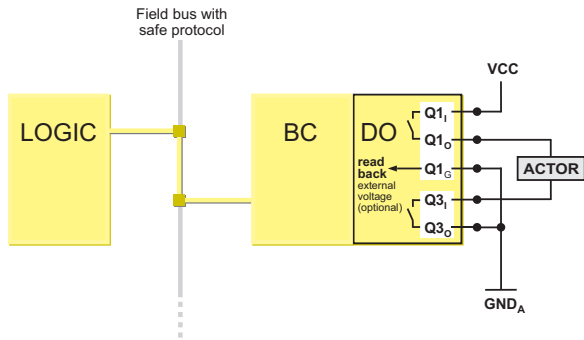 Field bus with
safe protocol
VCC
LOGIC
BC
DO
Q1I
Q1O
read
back
external
voltage
(optional)
Q1G
ACTOR
Q3I
Q3O
GNDA